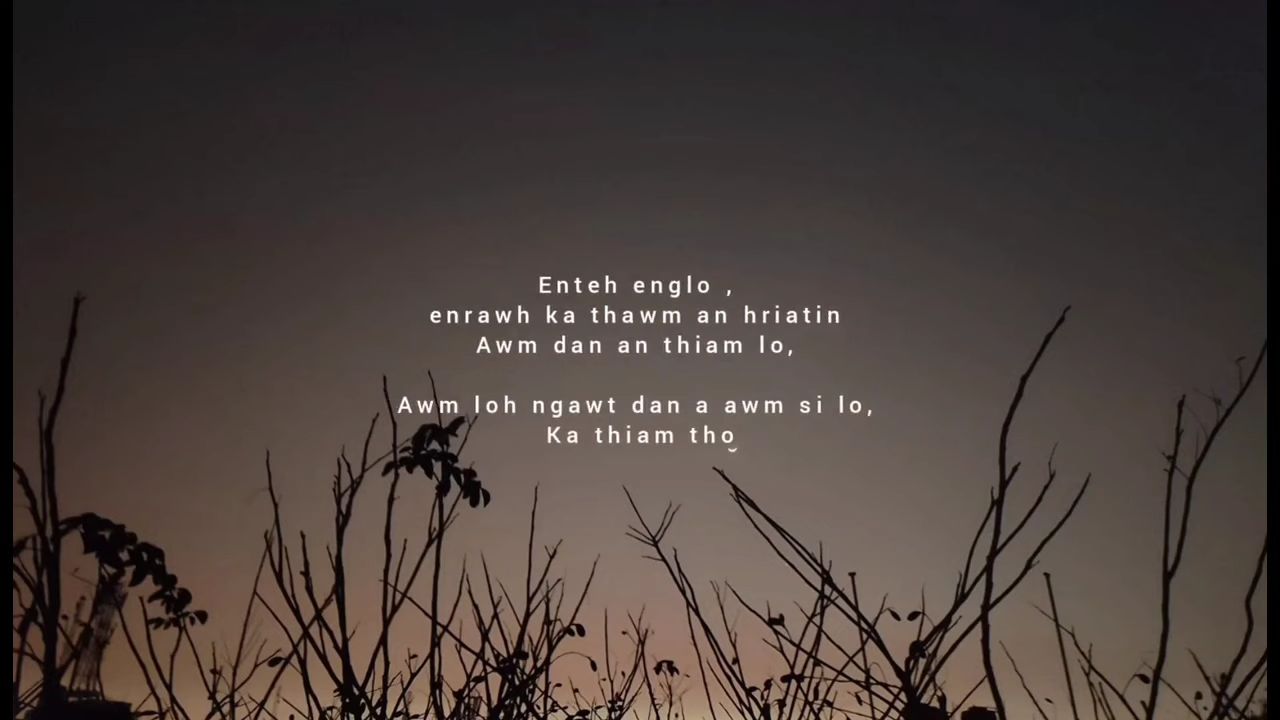 Enteh englo ,
enrawh ka thawm an hriatin
Awm dan an thiam lo,
Awm loh ngawt dan a awm si lo,
Ka thiam tho